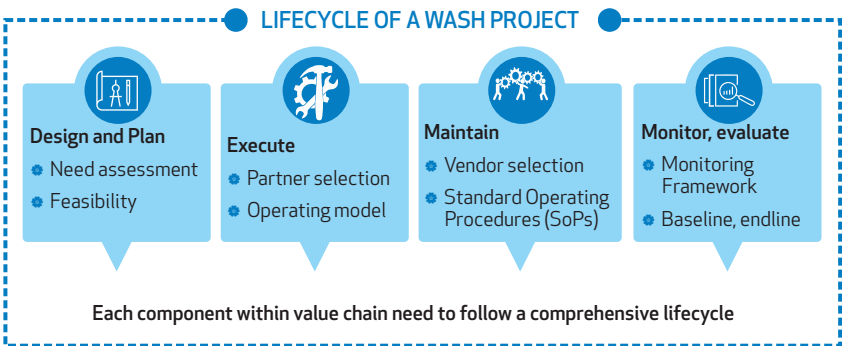 LIFECYCLE OF A WASH PROJECT
Design and Plan
Need assessment
Feasibility
Execute
Partner selection
Operating model
Maintain
Vendor selection
Standard Operating
Procedures (SoPs)
Monitor, evaluate
Monitoring
Framework
Baseline, endline
Each component within value chain need to follow a comprehensive lifecycle